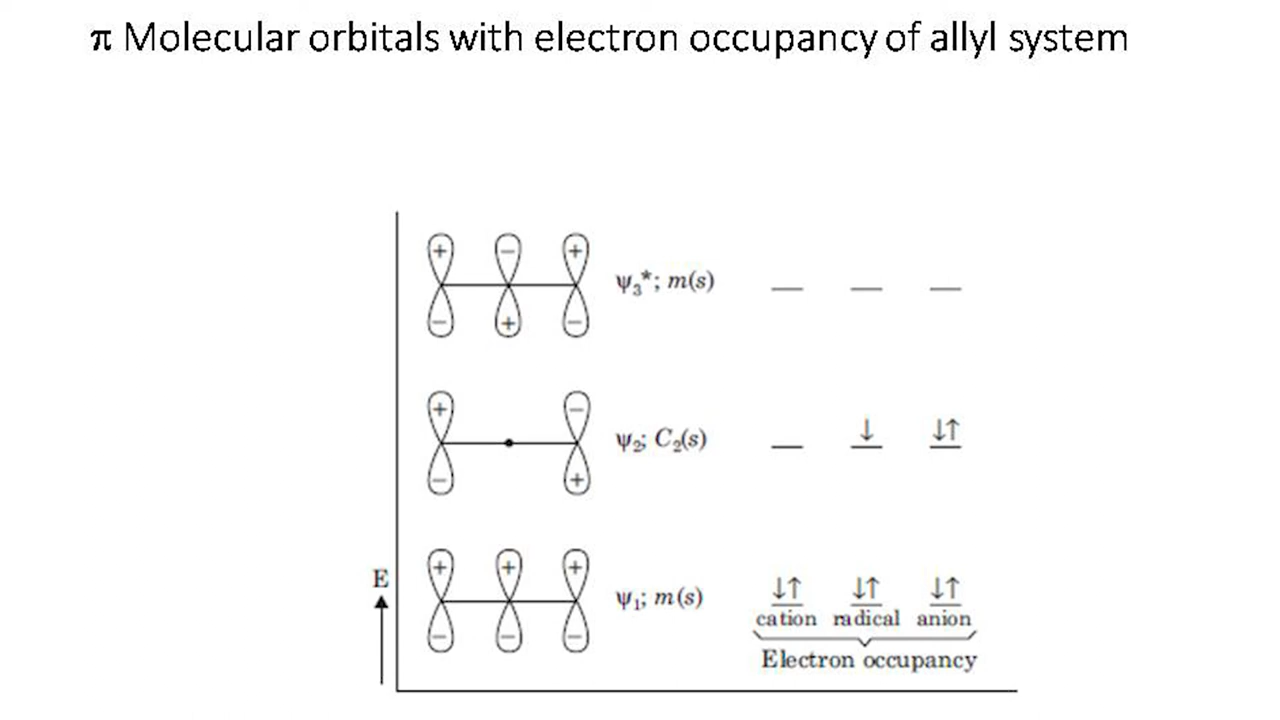 π Molecular orbitals with electron occupancy of allyl system
+ − +
ψ₃*; m(s)
− + −
+ −
ψ₂; C₂(s)
↓ ↓↑
− +
+ + +
E
ψ₁; m(s)
↓↑ ↓↑ ↓↑
− − −
cation radical anion
Electron occupancy